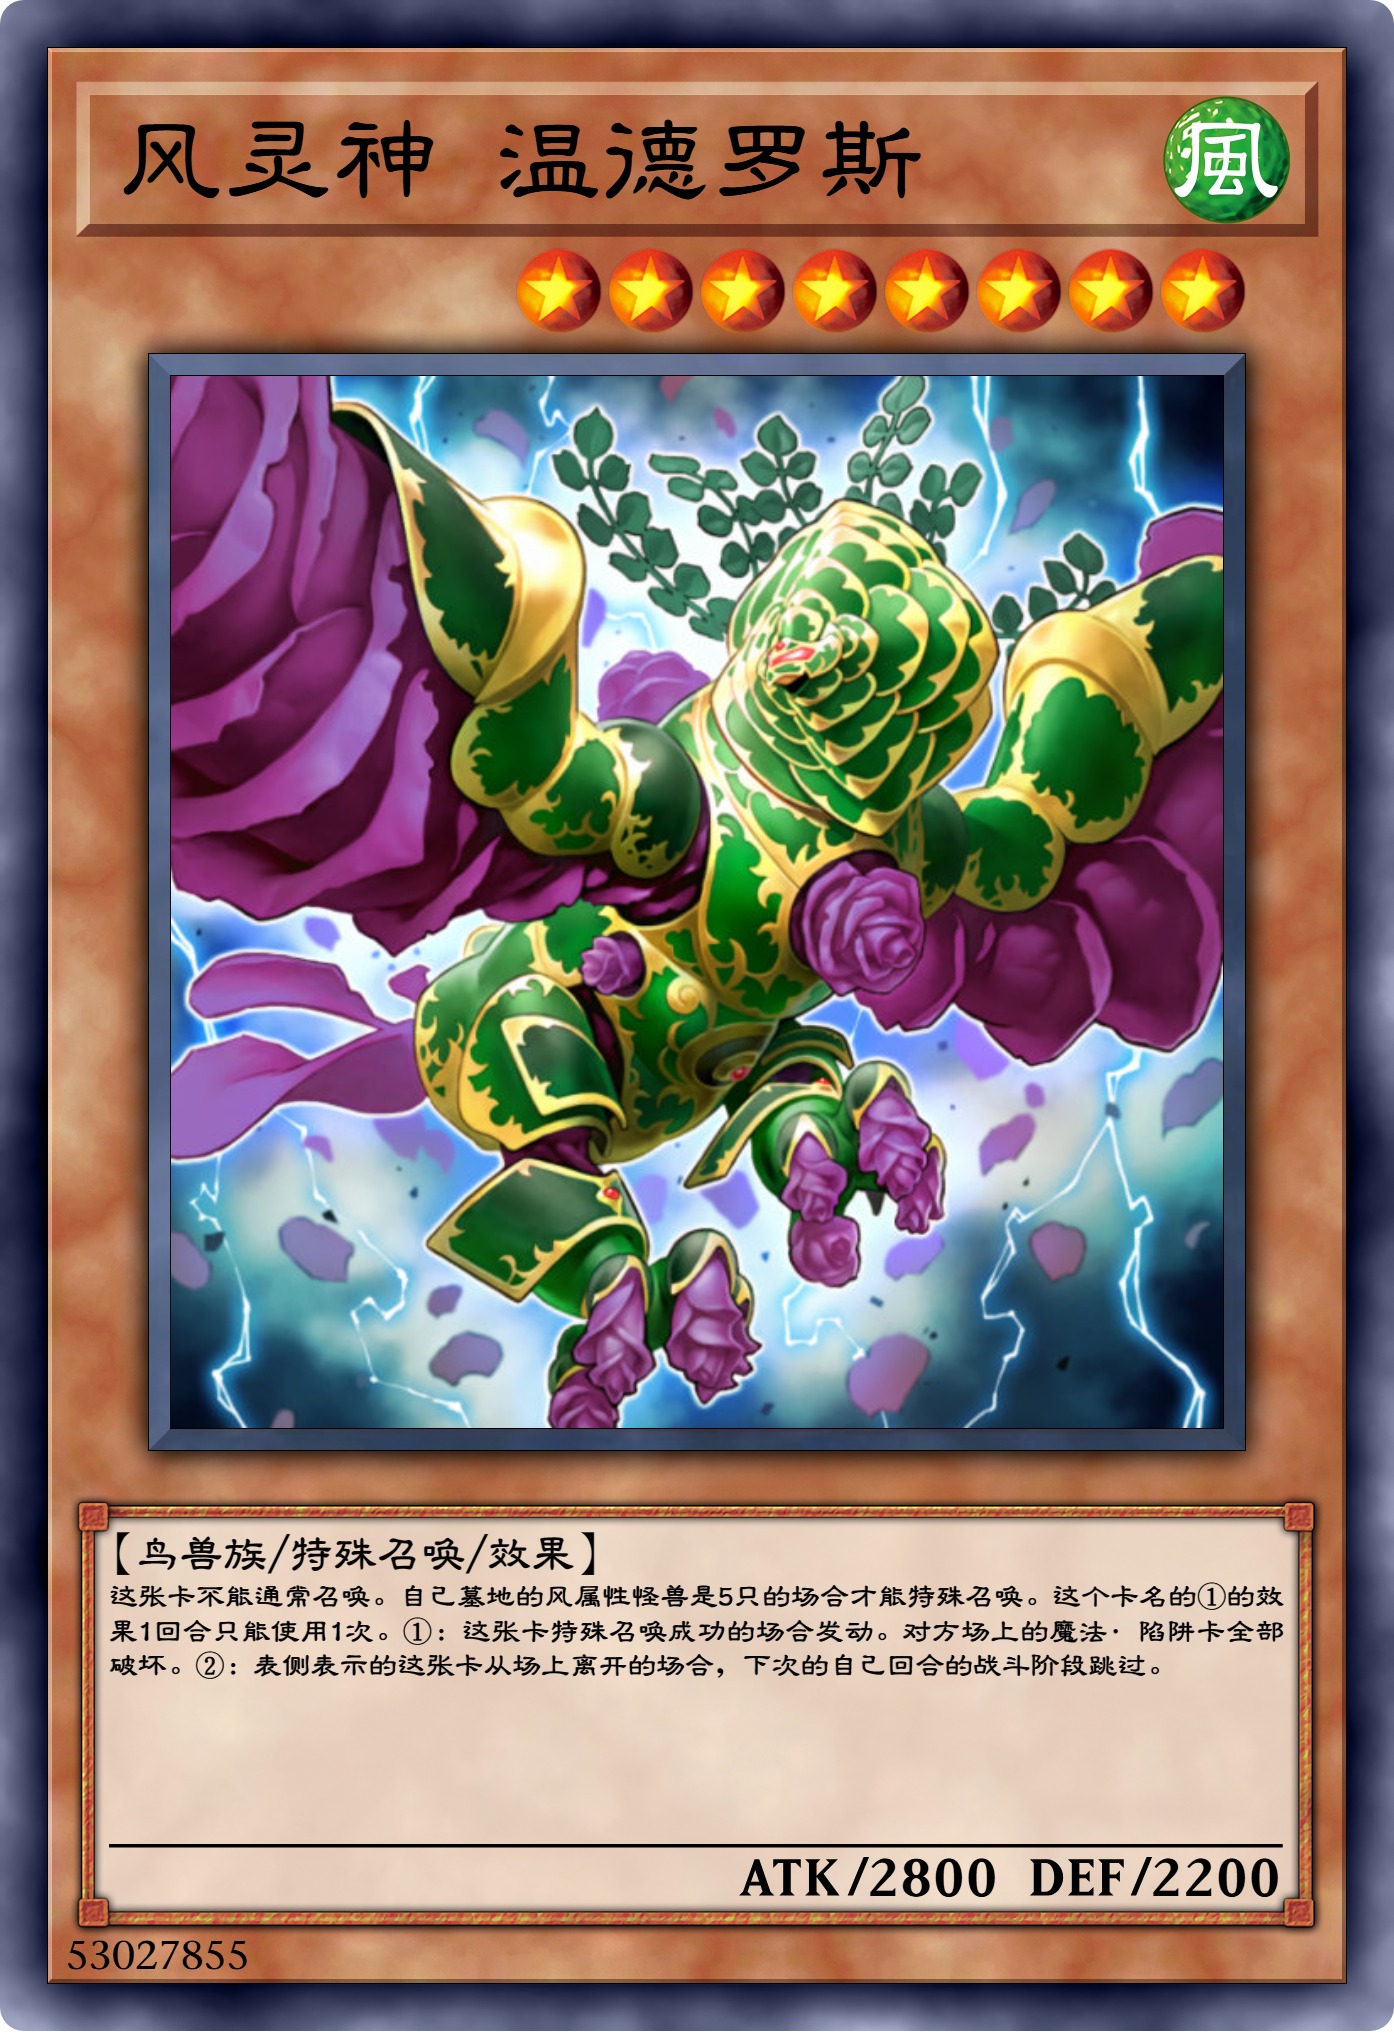 风灵神 温德罗斯
風
【鸟兽族/特殊召唤/效果】
这张卡不能通常召唤。自己墓地的风属性怪兽是5只的场合才能特殊召唤。这个卡名的①的效
果1回合只能使用1次。①：这张卡特殊召唤成功的场合发动。对方场上的魔法·陷阱卡全部
破坏。②：表侧表示的这张卡从场上离开的场合，下次的自己回合的战斗阶段跳过。
ATK/2800 DEF/2200
53027855